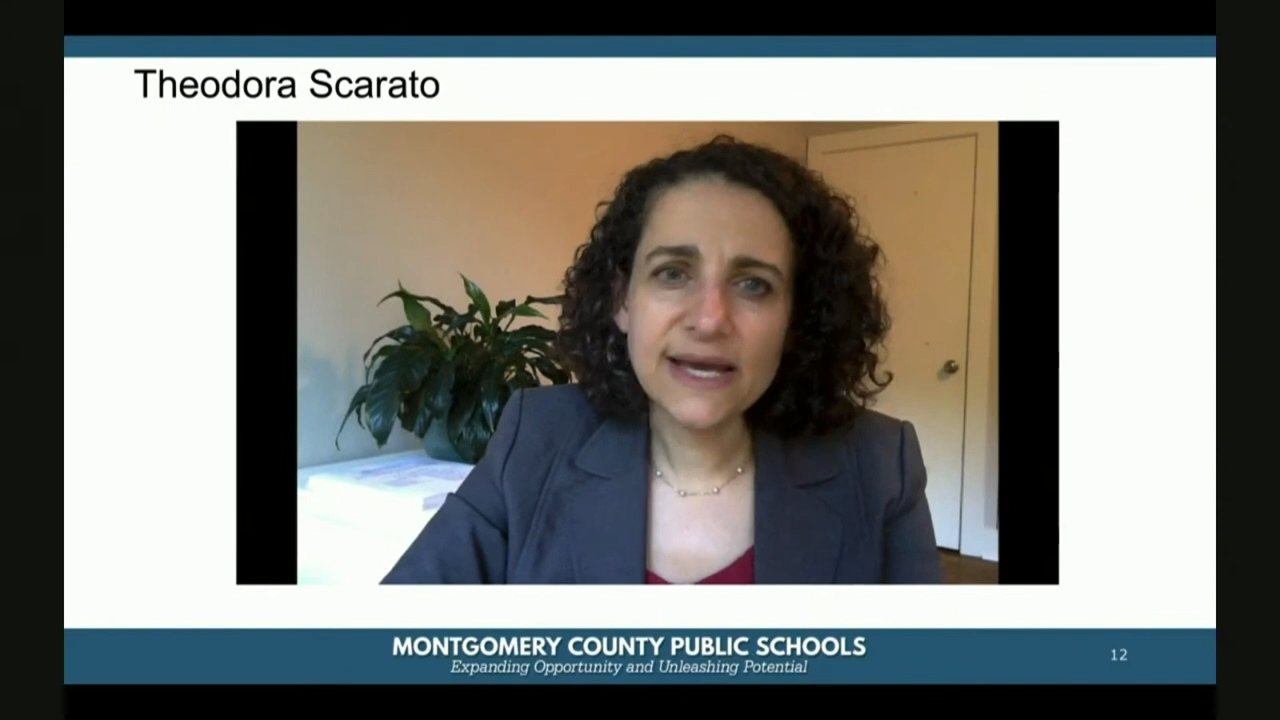 Theodora Scarato
MONTGOMERY COUNTY PUBLIC SCHOOLS
Expanding Opportunity and Unleashing Potential
12